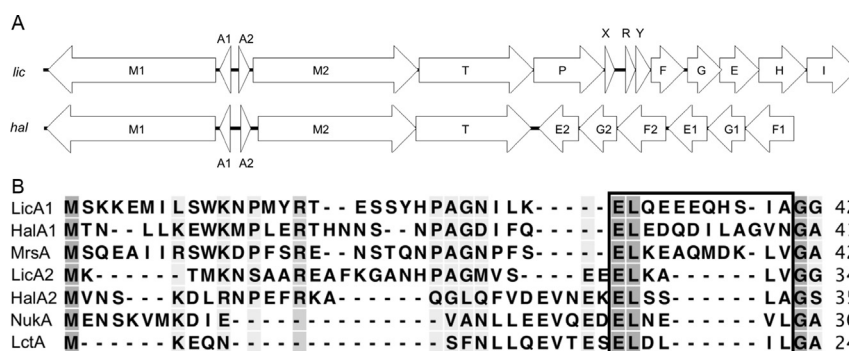 A
A1 A2 X R Y
lic M1 M2 T P F G E H I
hal M1 M2 T E2 G2 F2 E1 G1 F1
A1 A2
B
LicA1 MSKKEMILSWKNPMYRT--ESSYHPAGNILK-----ELQEEEQHS-IAGG 42
HalA1 MTN--LLKEWKMPLERTHNNS--NPAGDIFQ-----ELEDQDILAGVNGA 41
MrsA MSQEAIIRSWKDPFSRE--NSTQNPAGNPFS-----ELKEAQMDK-LVGA 42
LicA2 MK------TMKNSAAREAFKGANHPAGMVS----EEELKA------LVGG 34
HalA2 MVNS---KDLRNPEFRKA------QGLQFVDEVNEKELSS------LAGS 35
NukA MENSKVMKDIE--------------VANLLEEVQEDELNE------VLGA 30
LctA M------KEQN--------------SFNLLQEVTESELDL------ILGA 24